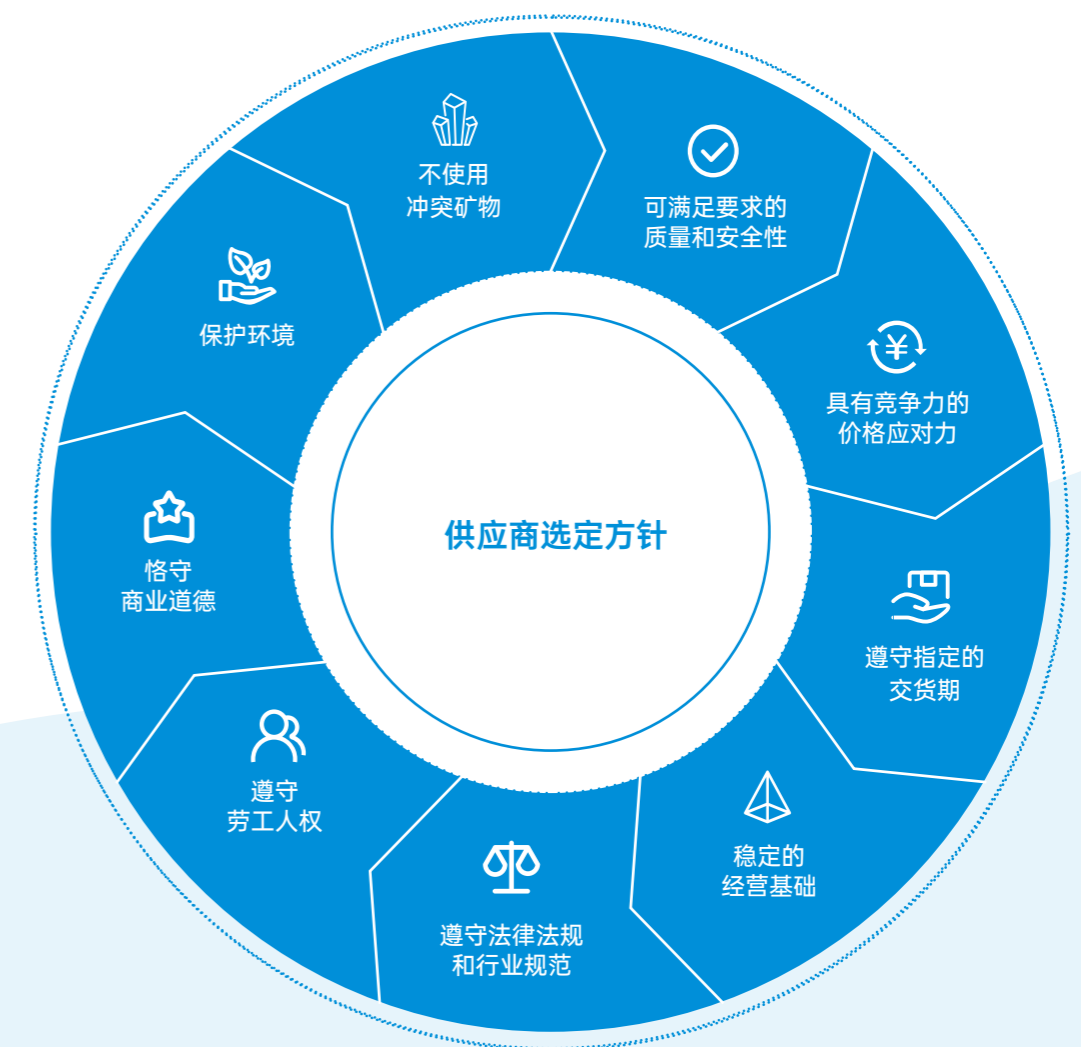 供应商选定方针
可满足要求的
质量和安全性
具有竞争力的
价格应对力
遵守指定的
交货期
稳定的
经营基础
遵守法律法规
和行业规范
遵守
劳工人权
恪守
商业道德
保护环境
不使用
冲突矿物